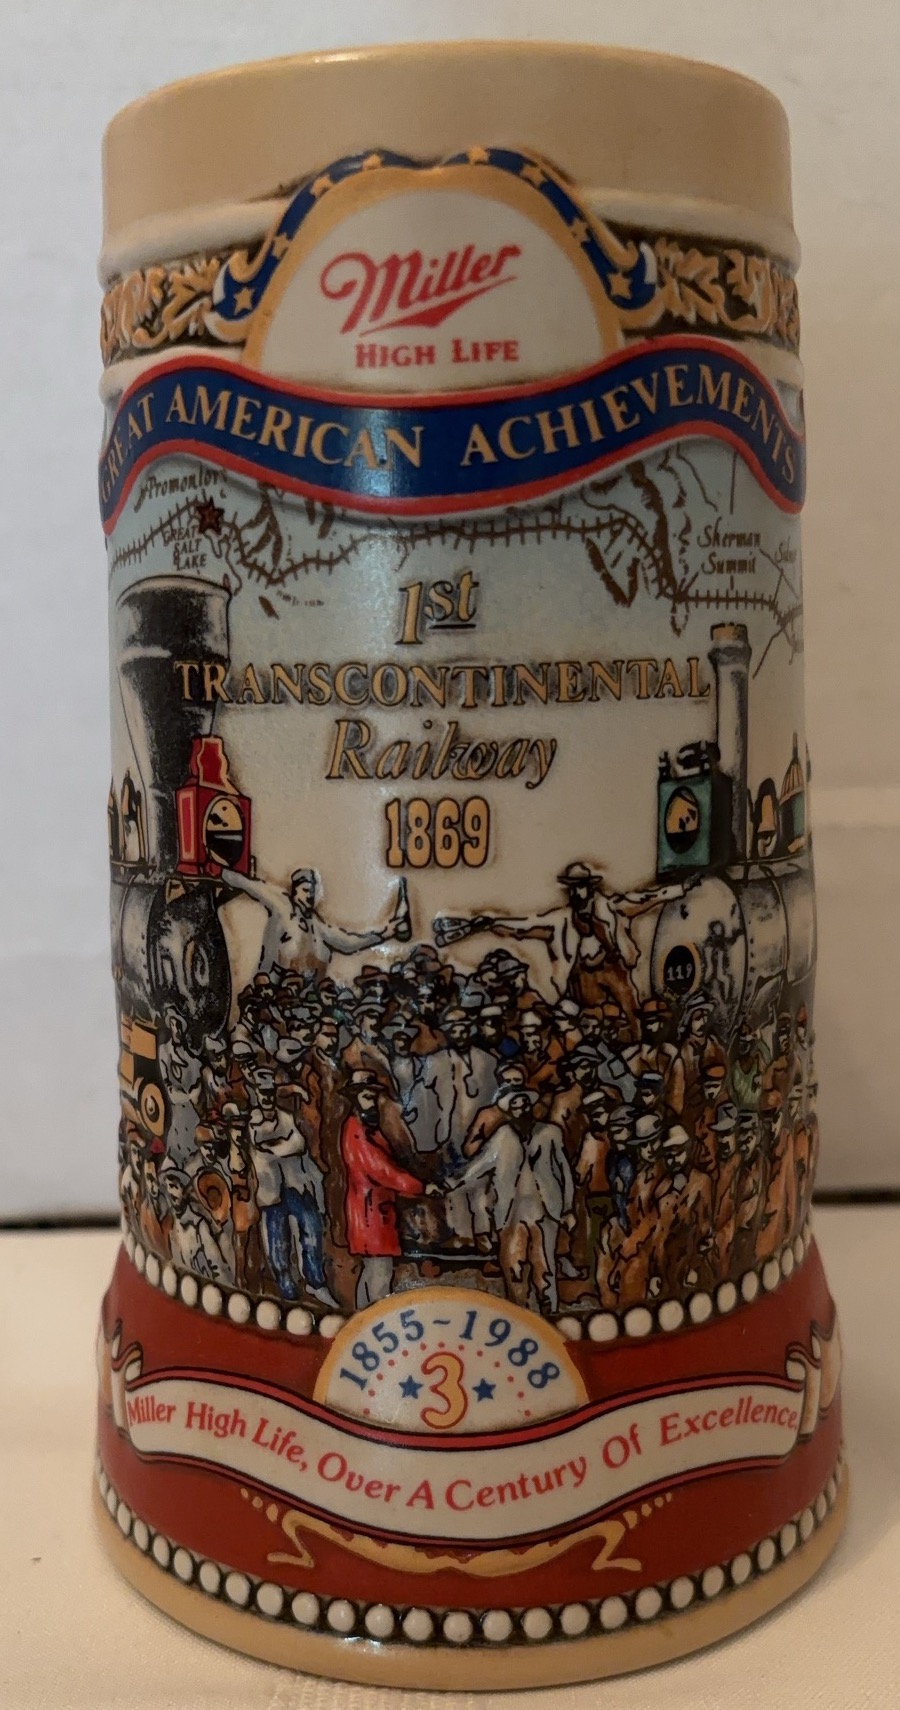 Miller
HIGH LIFE
GREAT AMERICAN ACHIEVEMENTS
Promontory
GREAT
SALT
LAKE
Sherman
Summit
1st
TRANSCONTINENTAL
Railway
1869
119
1855~1988
3
Miller High Life, Over A Century Of Excellence.